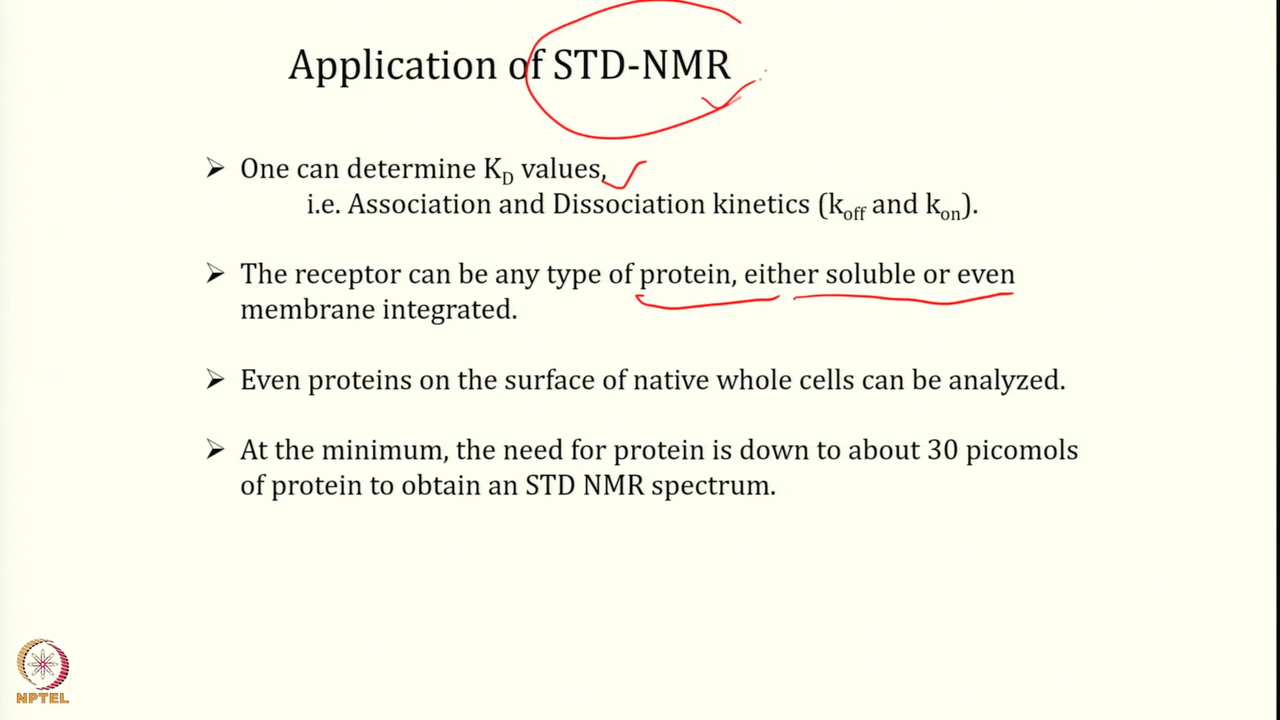 Application of STD-NMR
➢ One can determine K_D values,
i.e. Association and Dissociation kinetics (k_off and k_on).
➢ The receptor can be any type of protein, either soluble or even
membrane integrated.
➢ Even proteins on the surface of native whole cells can be analyzed.
➢ At the minimum, the need for protein is down to about 30 picomols
of protein to obtain an STD NMR spectrum.
NPTEL